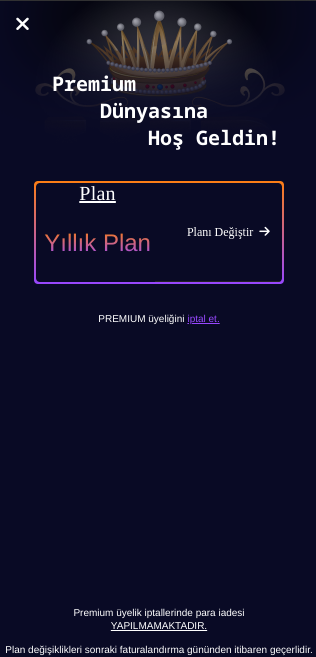 Premium
Dünyasına
Hoş Geldin!
Plan
Yıllık Plan
Planı Değiştir →
PREMIUM üyeliğini iptal et.
Premium üyelik iptallerinde para iadesi
YAPILMAMAKTADIR.
Plan değişiklikleri sonraki faturalandırma gününden itibaren geçerlidir.